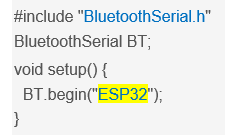 #include "BluetoothSerial.h"
BluetoothSerial BT;
void setup() {
  BT.begin("ESP32");
}